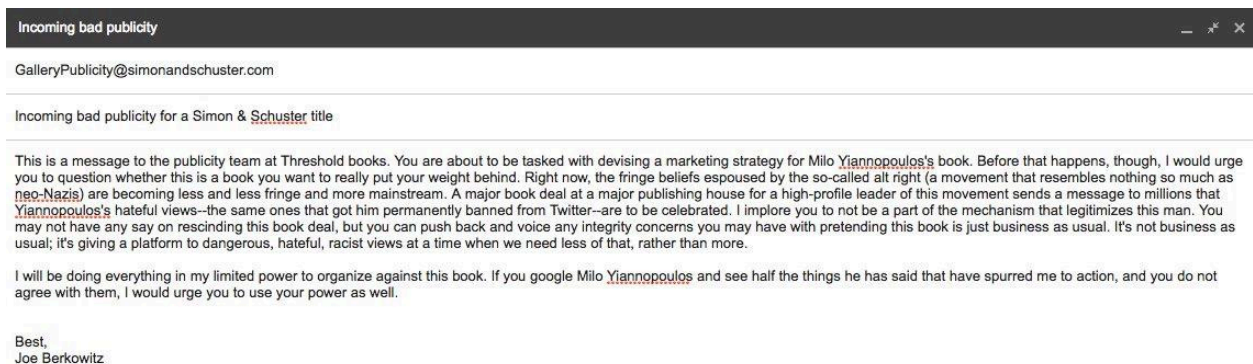 Incoming bad publicity
GalleryPublicity@simonandschuster.com
Incoming bad publicity for a Simon & Schuster title
This is a message to the publicity team at Threshold books. You are about to be tasked with devising a marketing strategy for Milo Yiannopoulos's book. Before that happens, though, I would urge
you to question whether this is a book you want to really put your weight behind. Right now, the fringe beliefs espoused by the so-called alt right (a movement that resembles nothing so much as
neo-Nazis) are becoming less and less fringe and more mainstream. A major book deal at a major publishing house for a high-profile leader of this movement sends a message to millions that
Yiannopoulos's hateful views--the same ones that got him permanently banned from Twitter--are to be celebrated. I implore you to not be a part of the mechanism that legitimizes this man. You
may not have any say on rescinding this book deal, but you can push back and voice any integrity concerns you may have with pretending this book is just business as usual. It's not business as
usual; it's giving a platform to dangerous, hateful, racist views at a time when we need less of that, rather than more.
I will be doing everything in my limited power to organize against this book. If you google Milo Yiannopoulos and see half the things he has said that have spurred me to action, and you do not
agree with them, I would urge you to use your power as well.
Best,
Joe Berkowitz